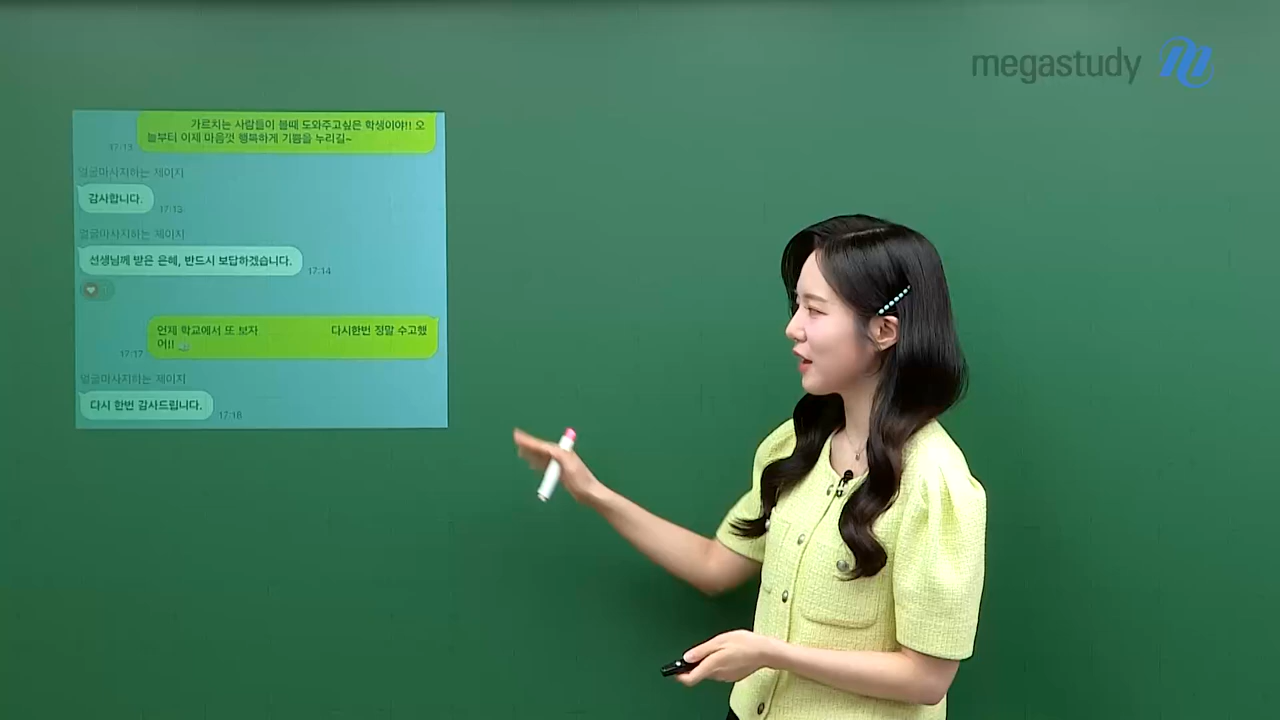 megastudy
가르치는 사람들이 볼때 도와주고싶은 학생이야!! 오
늘부터 이제 마음껏 행복하게 기쁨을 누리길~
17:13
얼굴마사지하는 제이지
감사합니다.
17:13
얼굴마사지하는 제이지
선생님께 받은 은혜, 반드시 보답하겠습니다.
17:14
언제 학교에서 또 보자 다시한번 정말 수고했
어!!
17:17
얼굴마사지하는 제이지
다시 한번 감사드립니다.
17:18